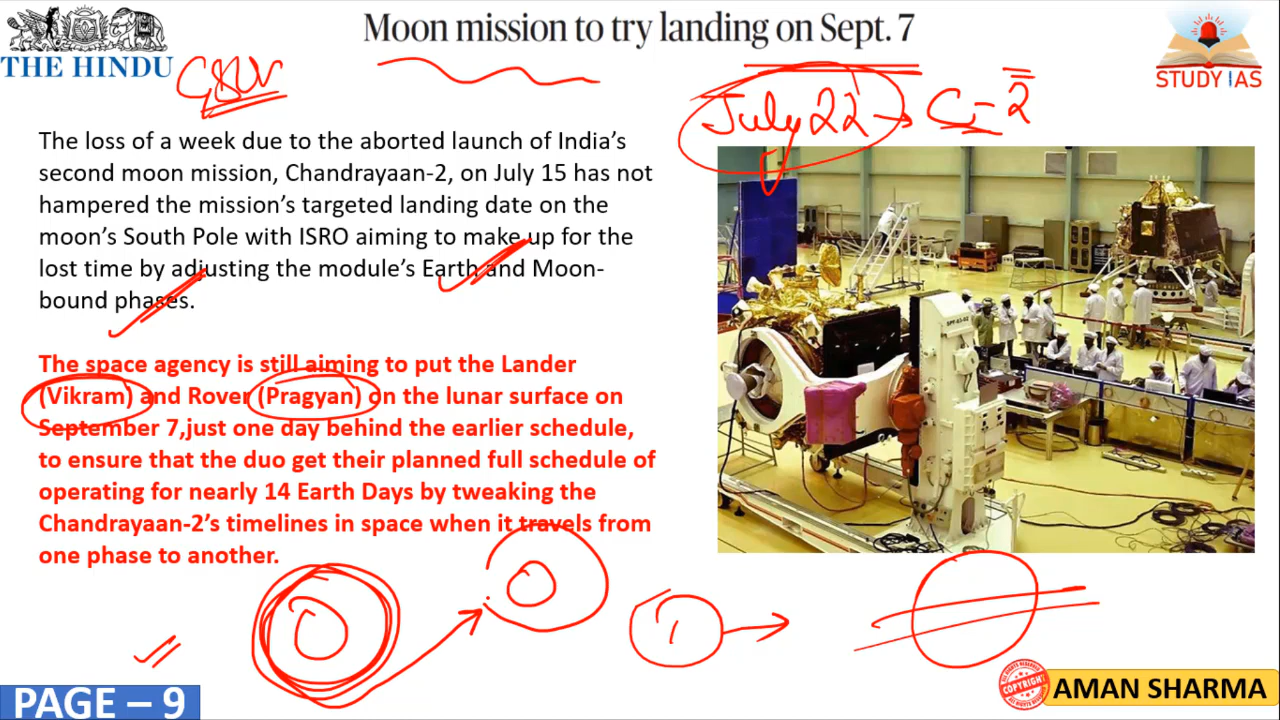 Moon mission to try landing on Sept. 7
THE HINDU
STUDY IAS
GSLV
July 22 → C-2
The loss of a week due to the aborted launch of India's
second moon mission, Chandrayaan-2, on July 15 has not
hampered the mission's targeted landing date on the
moon's South Pole with ISRO aiming to make up for the
lost time by adjusting the module's Earth and Moon-
bound phases.
The space agency is still aiming to put the Lander
(Vikram) and Rover (Pragyan) on the lunar surface on
September 7,just one day behind the earlier schedule,
to ensure that the duo get their planned full schedule of
operating for nearly 14 Earth Days by tweaking the
Chandrayaan-2's timelines in space when it travels from
one phase to another.
PAGE – 9
COPYRIGHT
AMAN SHARMA